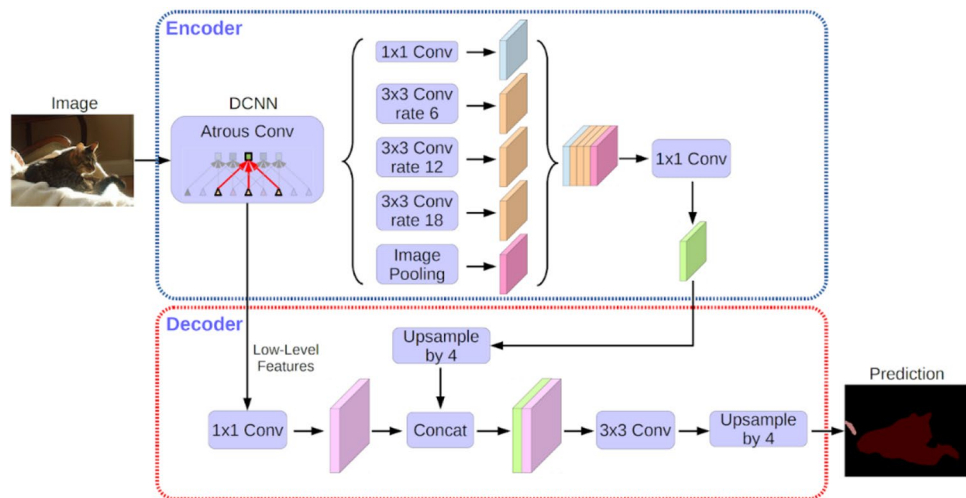 Encoder
Image
DCNN
Atrous Conv
1x1 Conv
3x3 Conv
rate 6
3x3 Conv
rate 12
3x3 Conv
rate 18
Image
Pooling
1x1 Conv
Decoder
Low-Level
Features
Upsample
by 4
1x1 Conv
Concat
3x3 Conv
Upsample
by 4
Prediction